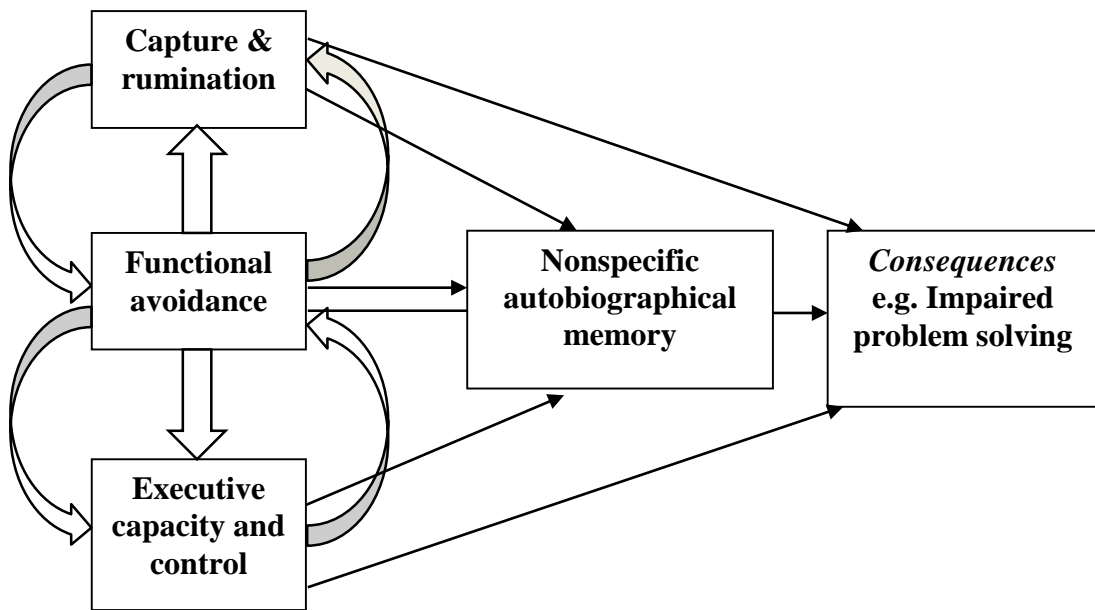 Capture &
rumination
Functional
avoidance
Executive
capacity and
control
Nonspecific
autobiographical
memory
Consequences
e.g. Impaired
problem solving